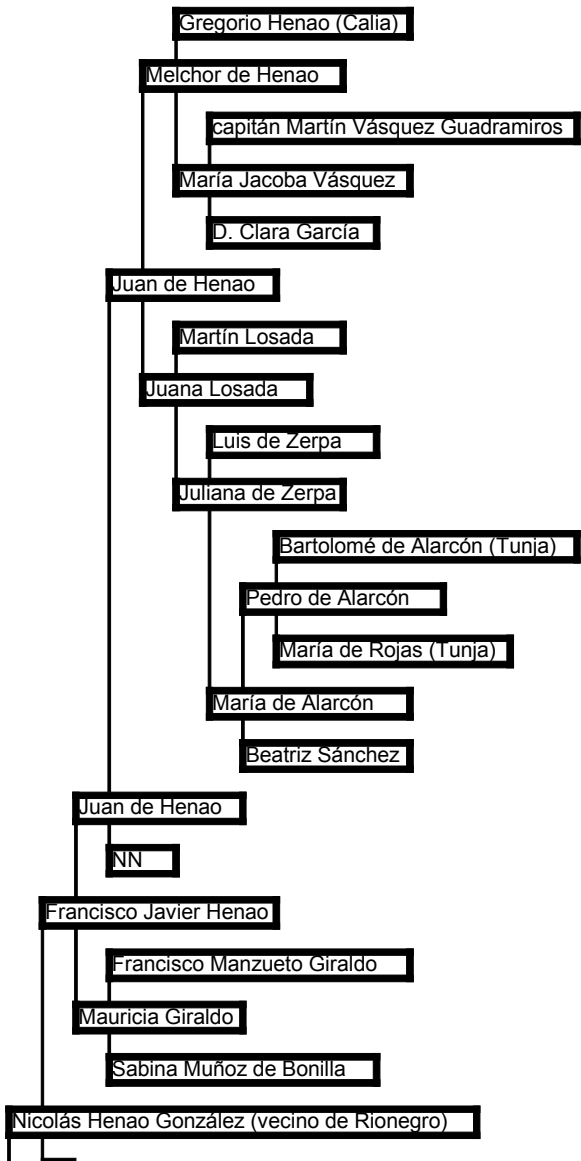 Gregorio Henao (Calia)
Melchor de Henao
capitán Martín Vásquez Guadramiros
María Jacoba Vásquez
D. Clara García
Juan de Henao
Martín Losada
Juana Losada
Luis de Zerpa
Juliana de Zerpa
Bartolomé de Alarcón (Tunja)
Pedro de Alarcón
María de Rojas (Tunja)
María de Alarcón
Beatriz Sánchez
Juan de Henao
NN
Francisco Javier Henao
Francisco Manzueto Giraldo
Mauricia Giraldo
Sabina Muñoz de Bonilla
Nicolás Henao González (vecino de Rionegro)